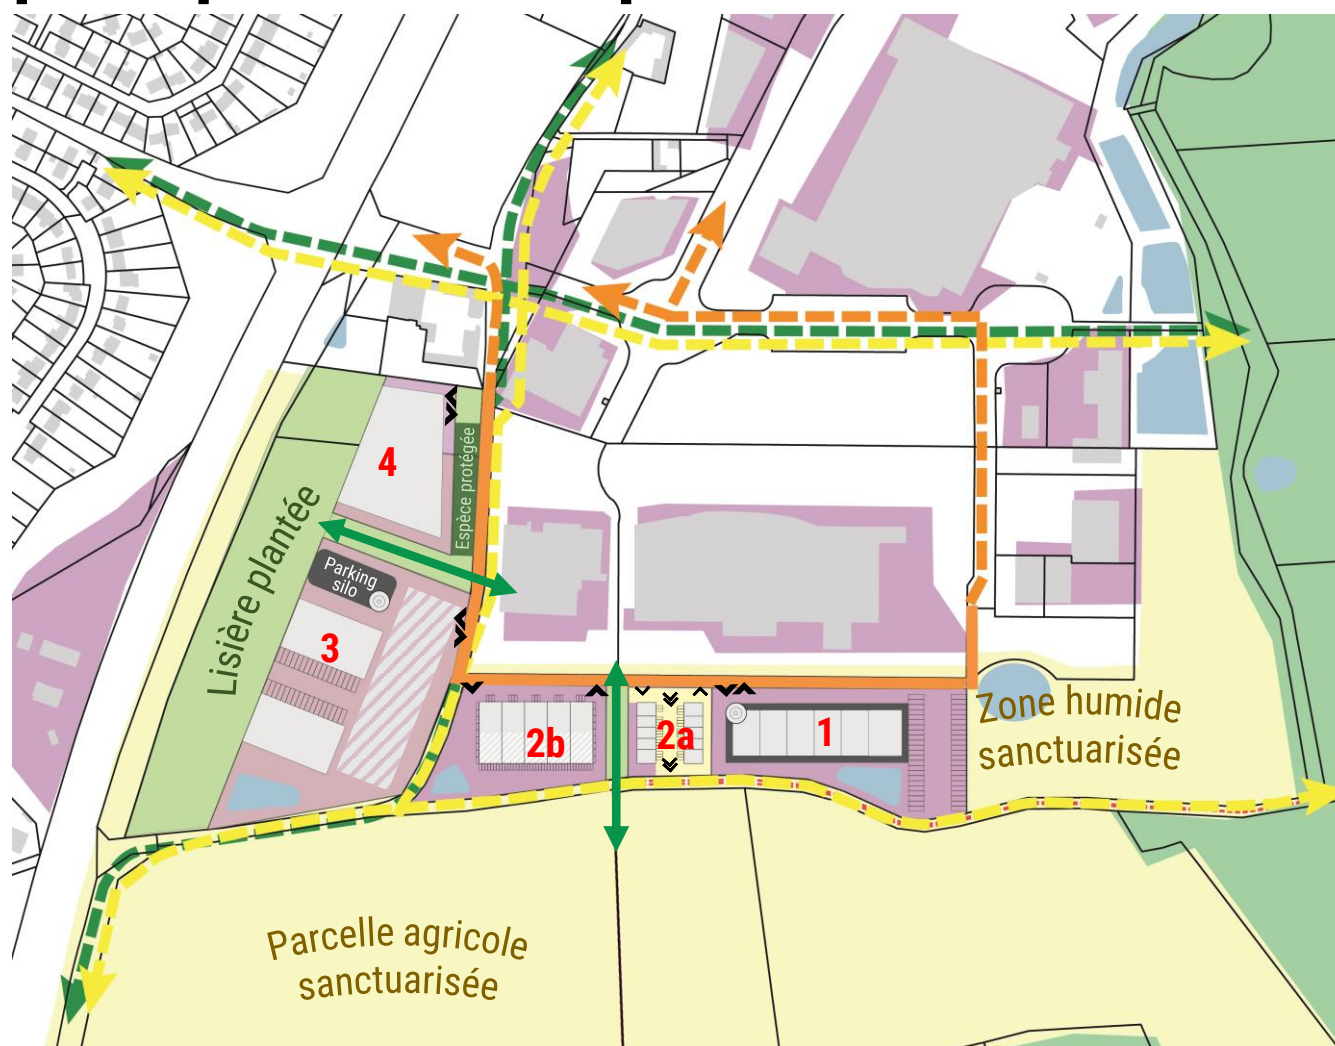 4
Espèce protégée
Lisière plantée
Parking
silo
3
2b
2a
1
Zone humide
sanctuarisée
Parcelle agricole
sanctuarisée